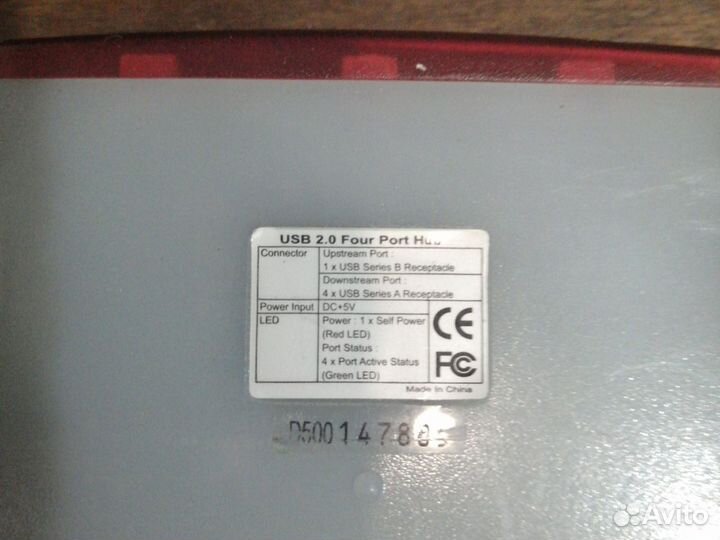 USB 2.0 Four Port Hub
Connector
Upstream Port :
1 x USB Series B Receptacle
Downstream Port :
4 x USB Series A Receptacle
Power Input
DC+5V
LED
Power : 1 x Self Power
(Red LED)
Port Status :
4 x Port Active Status
(Green LED)
CE
FC
Made In China
Avito